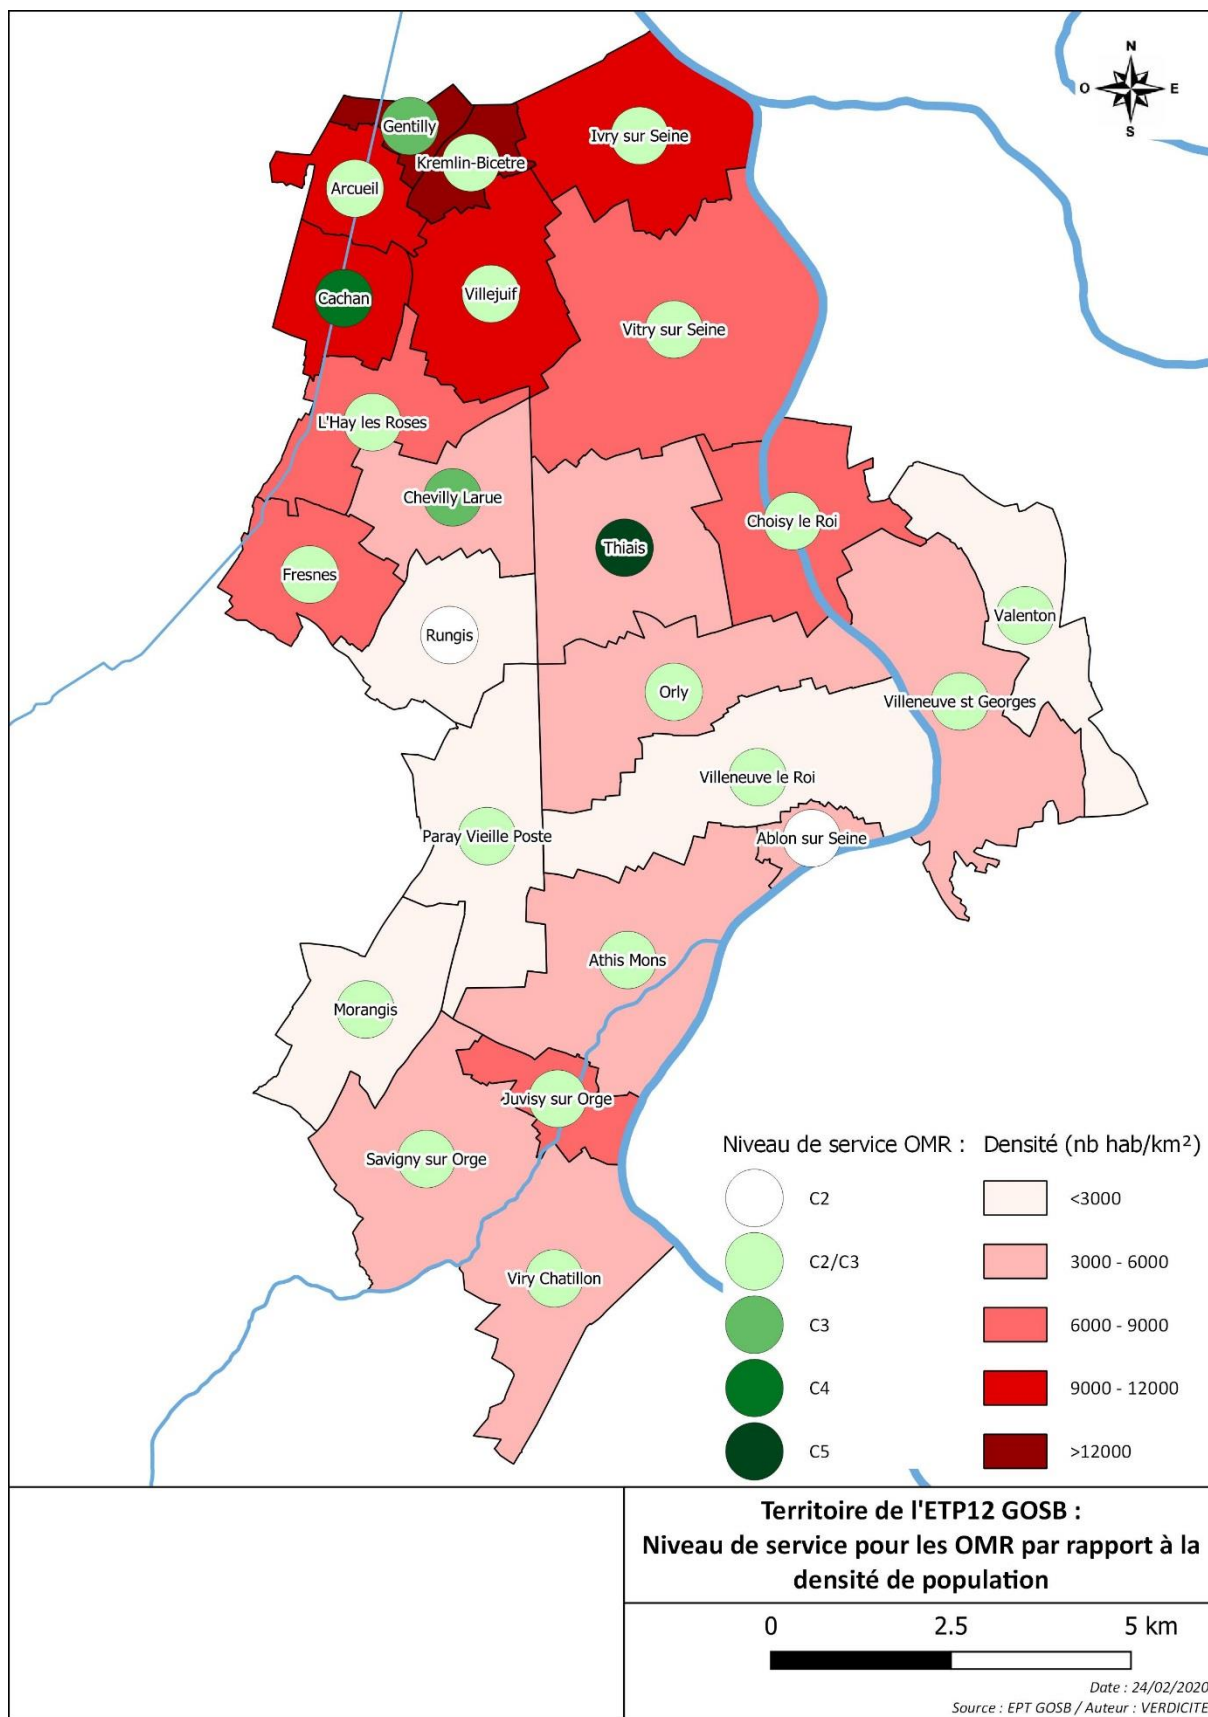 N
O
E
S
Gentilly
Ivry sur Seine
Kremlin-Bicetre
Arcueil
Cachan
Villejuif
Vitry sur Seine
L'Hay les Roses
Chevilly Larue
Choisy le Roi
Thiais
Fresnes
Valenton
Rungis
Orly
Villeneuve st Georges
Villeneuve le Roi
Paray Vieille Poste
Ablon sur Seine
Athis Mons
Morangis
Juvisy sur Orge
Savigny sur Orge
Viry Chatillon
Niveau de service OMR :
C2
C2/C3
C3
C4
C5
Densité (nb hab/km²)
<3000
3000 - 6000
6000 - 9000
9000 - 12000
>12000
Territoire de l'ETP12 GOSB :
Niveau de service pour les OMR par rapport à la
densité de population
0 2.5 5 km
Date : 24/02/2020
Source : EPT GOSB / Auteur : VERDICITE